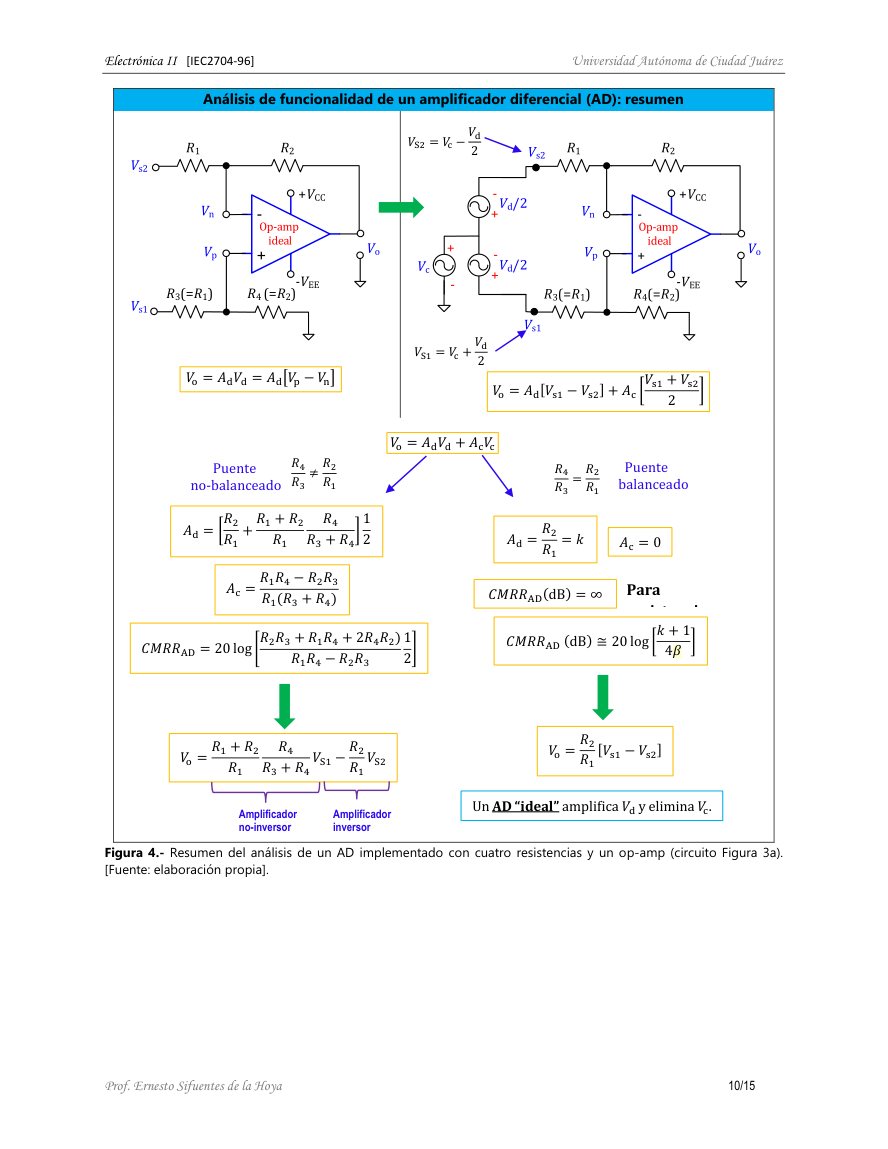 Electrónica II [IEC2704-96] Universidad Autónoma de Ciudad Juárez
Análisis de funcionalidad de un amplificador diferencial (AD): resumen
R1 R2
Vs2
+VCC
Vn
-
Op-amp
ideal
Vp
+
Vo
-VEE
R3(=R1) R4(=R2)
Vs1
Vo = AdVd = Ad[Vp − Vn]
VS2 = Vc − Vd/2
Vs2 R1 R2
-
Vd/2
+
+VCC
Vn
-
Op-amp
ideal
Vp
+
Vo
+
Vc
-
-
Vd/2
+
-VEE
R3(=R1) R4(=R2)
Vs1
VS1 = Vc + Vd/2
Vo = Ad[Vs1 − Vs2] + Ac [(Vs1 + Vs2)/2]
Vo = AdVd + AcVc
Puente
no-balanceado
R4/R3 ≠ R2/R1
Ad = [R2/R1 + (R1 + R2)/R1 R4/(R3 + R4)] 1/2
Ac = (R1R4 − R2R3)/(R1(R3 + R4))
CMRRAD = 20 log [(R2R3 + R1R4 + 2R4R2)/(R1R4 − R2R3) 1/2]
Vo = (R1 + R2)/R1 R4/(R3 + R4) VS1 − R2/R1 VS2
Amplificador
no-inversor
Amplificador
inversor
R4/R3 = R2/R1
Puente
balanceado
Ad = R2/R1 = k
Ac = 0
CMRRAD(dB) = ∞
Para
CMRRAD (dB) ≅ 20 log [(k + 1)/4β]
Vo = R2/R1 [Vs1 − Vs2]
Un AD “ideal” amplifica Vd y elimina Vc.
Figura 4.- Resumen del análisis de un AD implementado con cuatro resistencias y un op-amp (circuito Figura 3a).
[Fuente: elaboración propia].
Prof. Ernesto Sifuentes de la Hoya 10/15